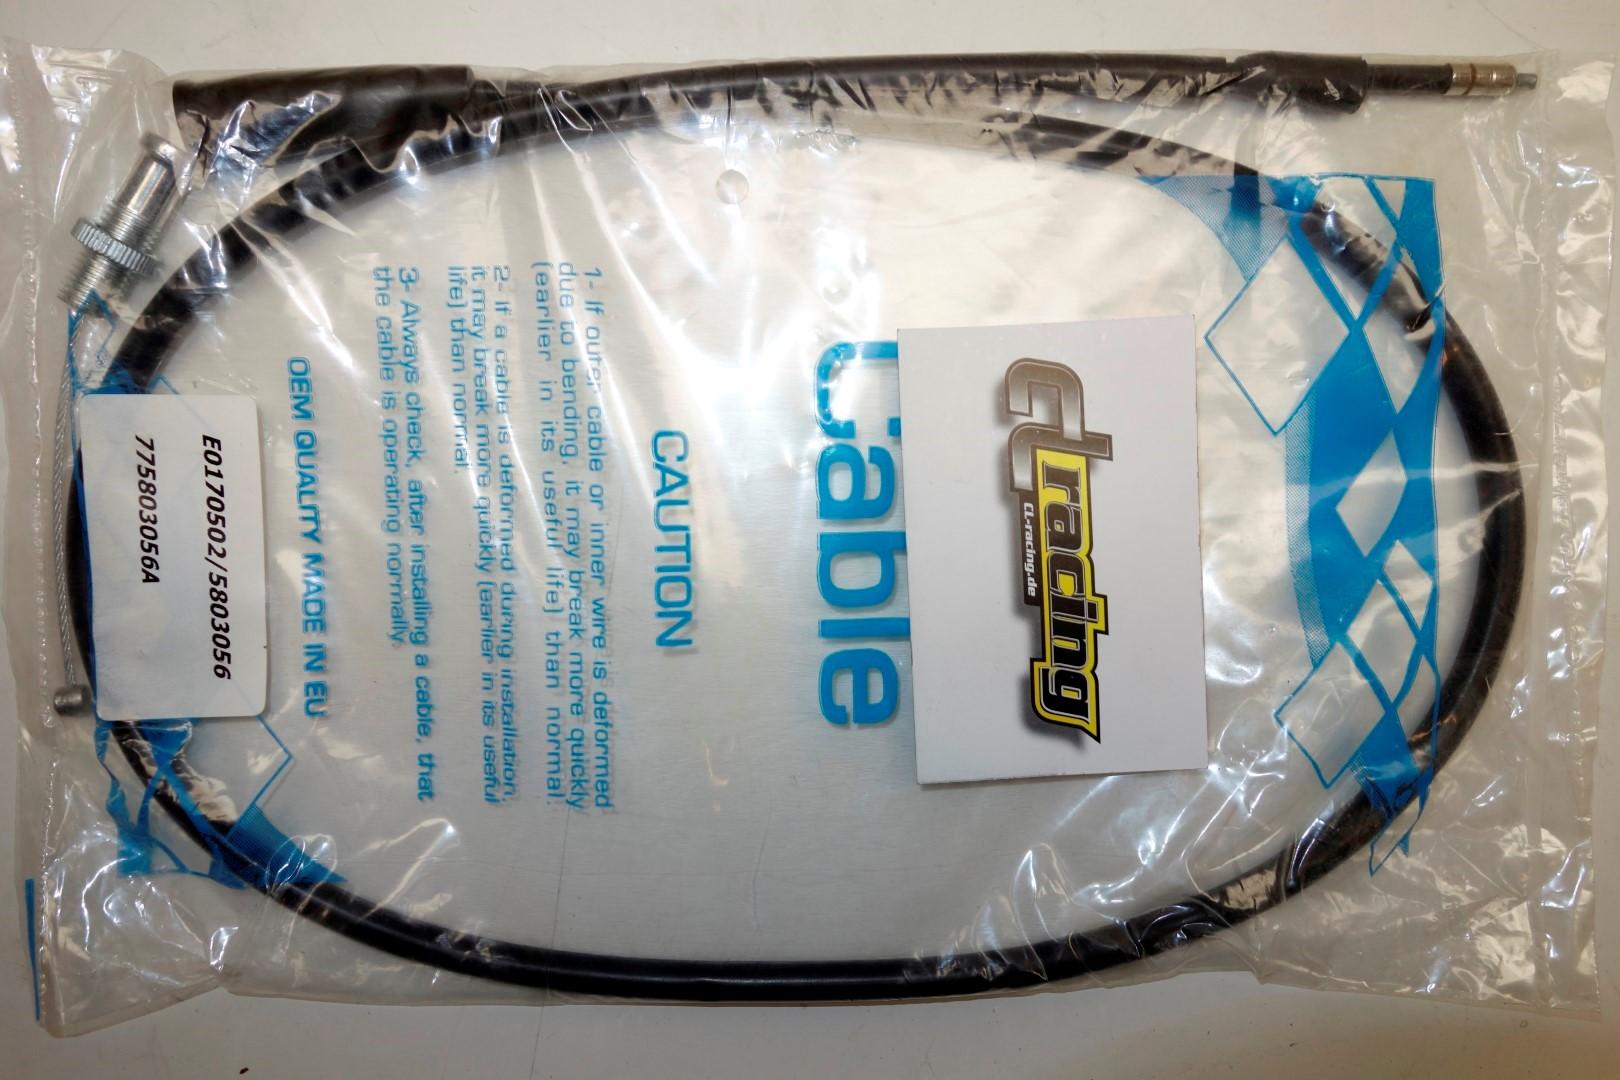 cl racing
CL-racing.de
Cable
CAUTION
1- If outer cable or inner wire is deformed
due to bending, it may break more quickly
(earlier in its useful life) than normal.
2- If a cable is deformed during installation,
it may break more quickly (earlier in its useful
life) than normal.
3- Always check, after installing a cable, that
the cable is operating normally.
OEM QUALITY MADE IN EU
E0170502/5803056
775803056A